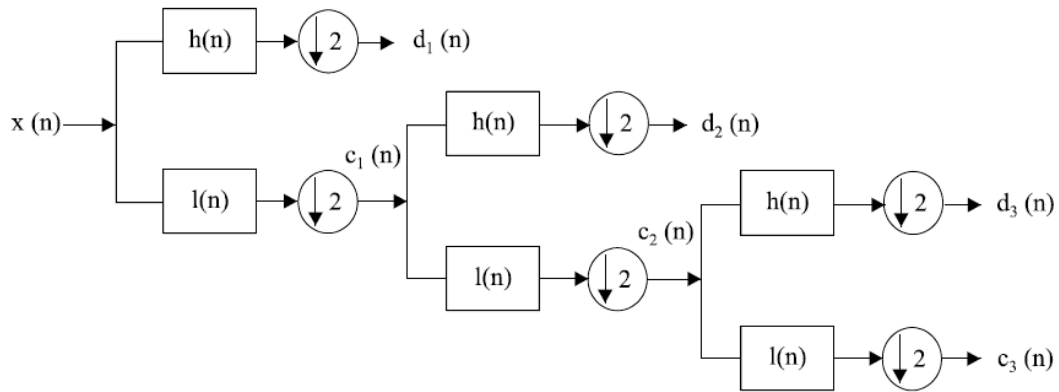 h(n)
2
d₁ (n)
x (n)
h(n)
2
d₂ (n)
c₁ (n)
l(n)
2
h(n)
2
d₃ (n)
c₂ (n)
l(n)
2
l(n)
2
c₃ (n)